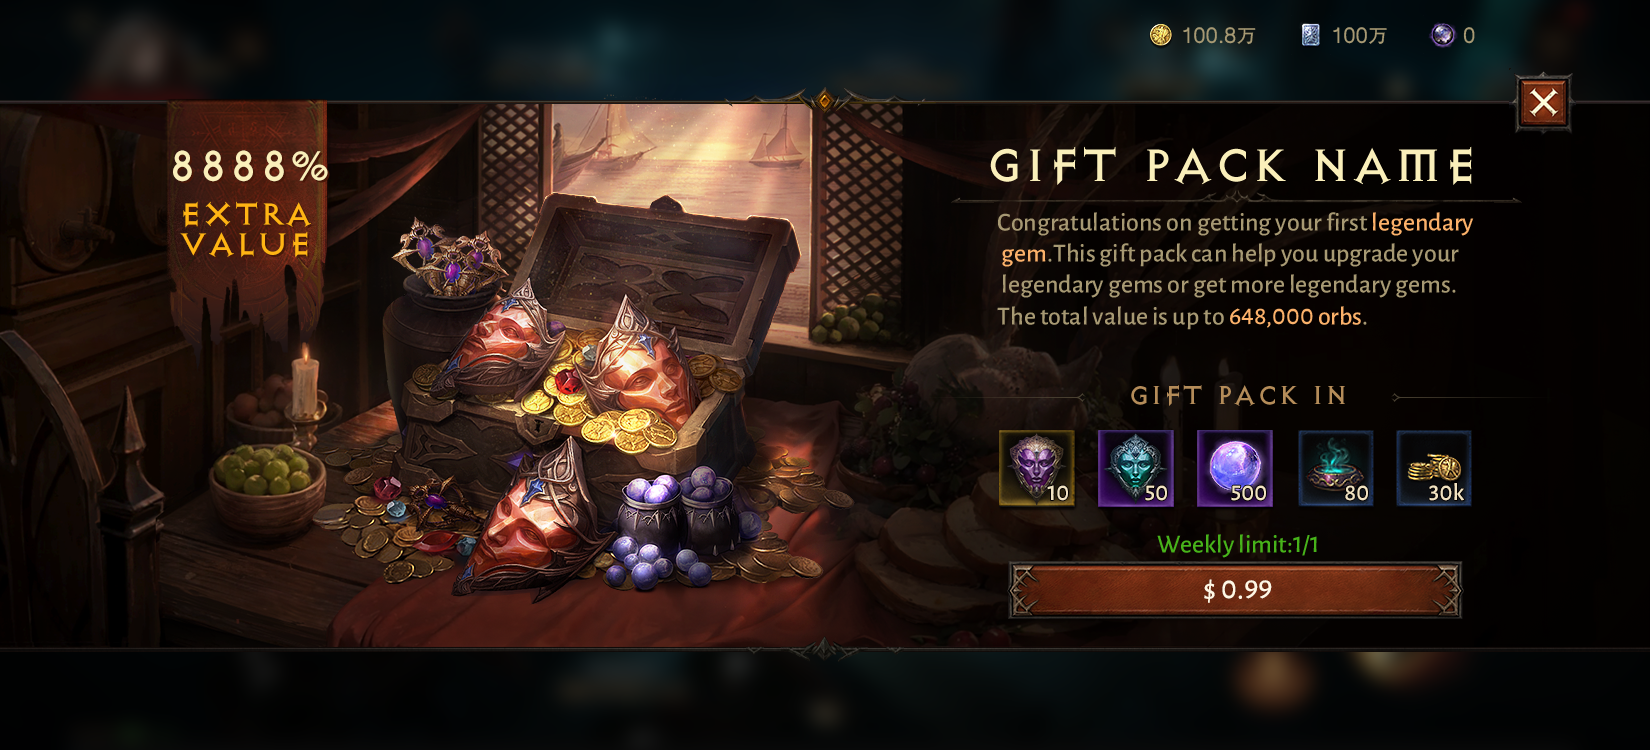 100.8万 100万 0
8888%
EXTRA
VALUE
GIFT PACK NAME
Congratulations on getting your first legendary
gem.This gift pack can help you upgrade your
legendary gems or get more legendary gems.
The total value is up to 648,000 orbs.
GIFT PACK IN
10 50 500 80 30k
Weekly limit:1/1
$ 0.99